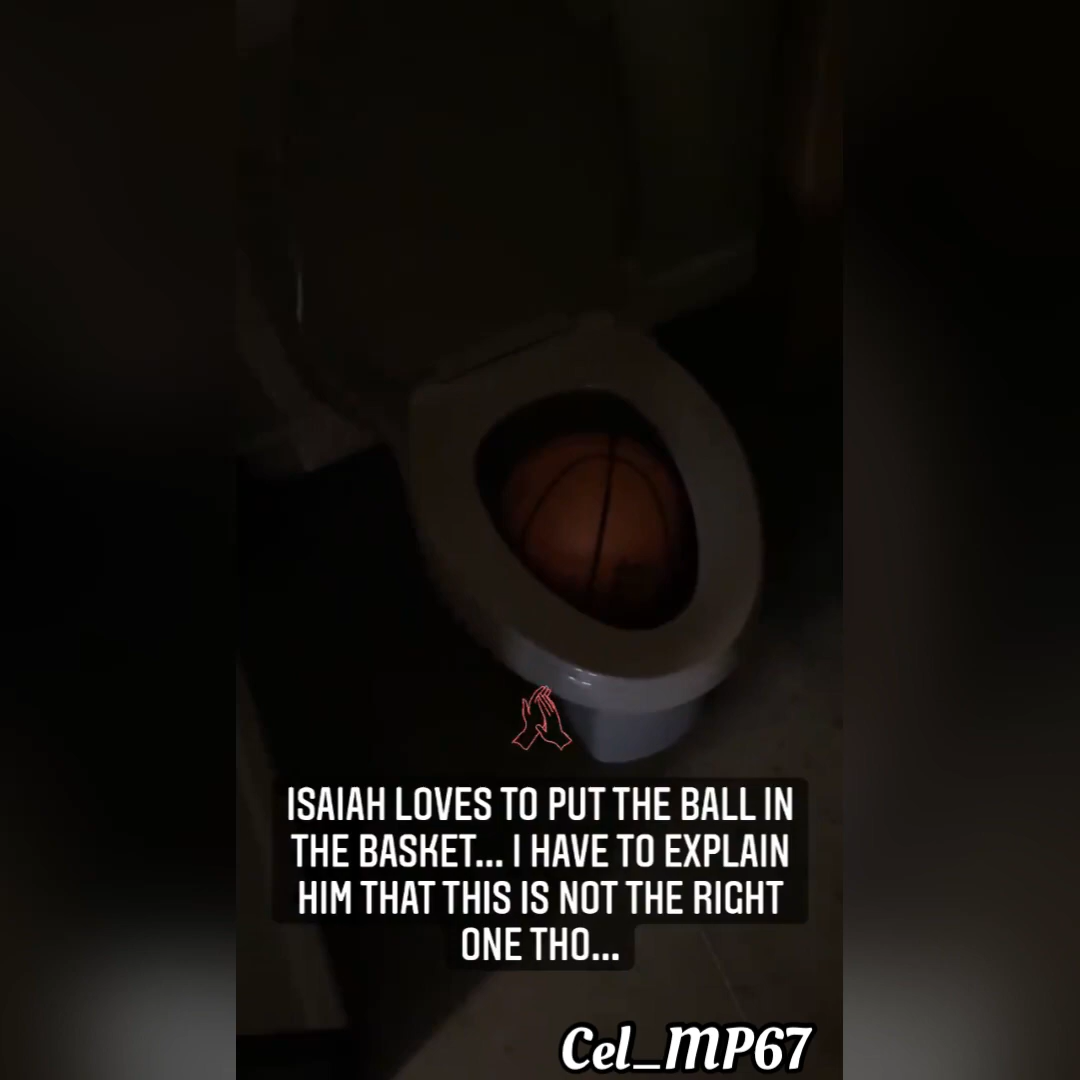 ISAIAH LOVES TO PUT THE BALL IN
THE BASKET... I HAVE TO EXPLAIN
HIM THAT THIS IS NOT THE RIGHT
ONE THO...
Cel_MP67